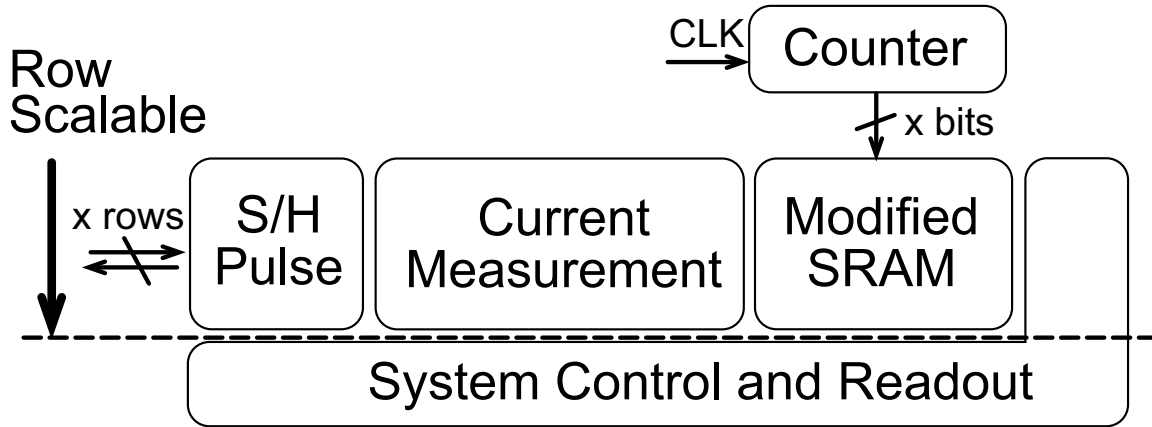 CLK
Counter
Row
Scalable
x bits
x rows
S/H
Pulse
Current
Measurement
Modified
SRAM
System Control and Readout